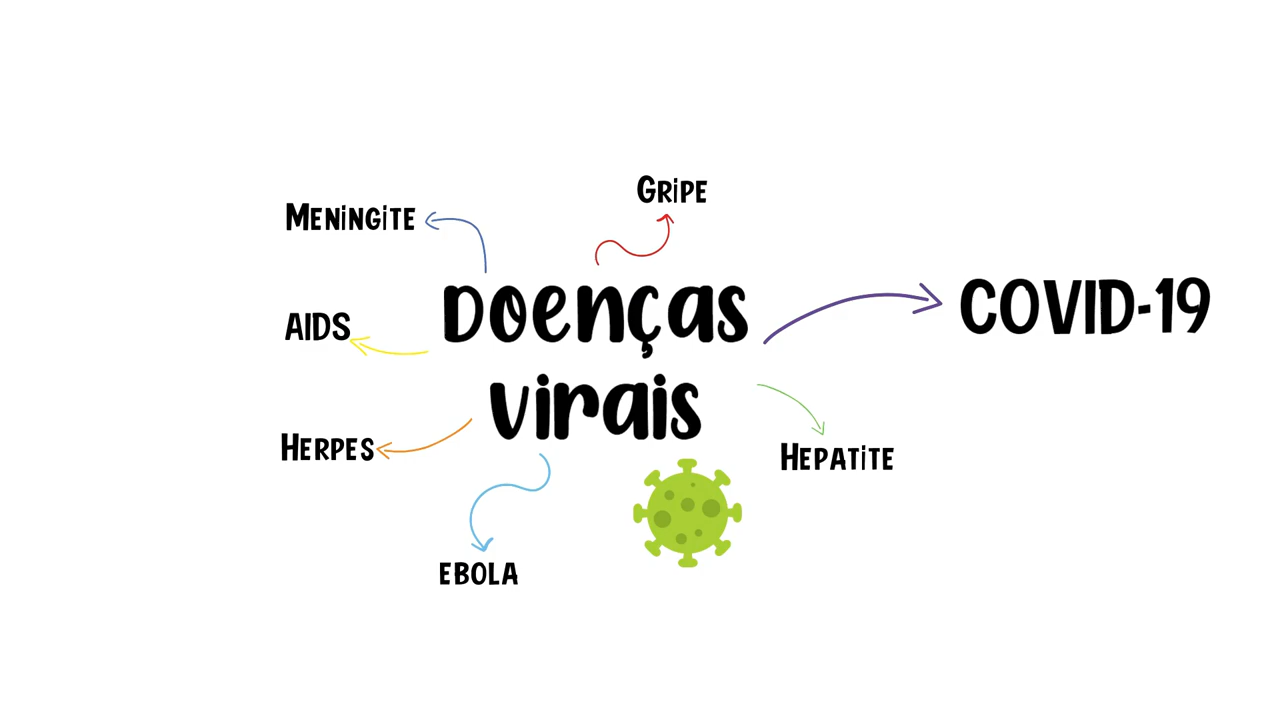 Gripe
Meningite
Doenças
virais
COVID-19
AIDS
Herpes
Hepatite
EBOLA